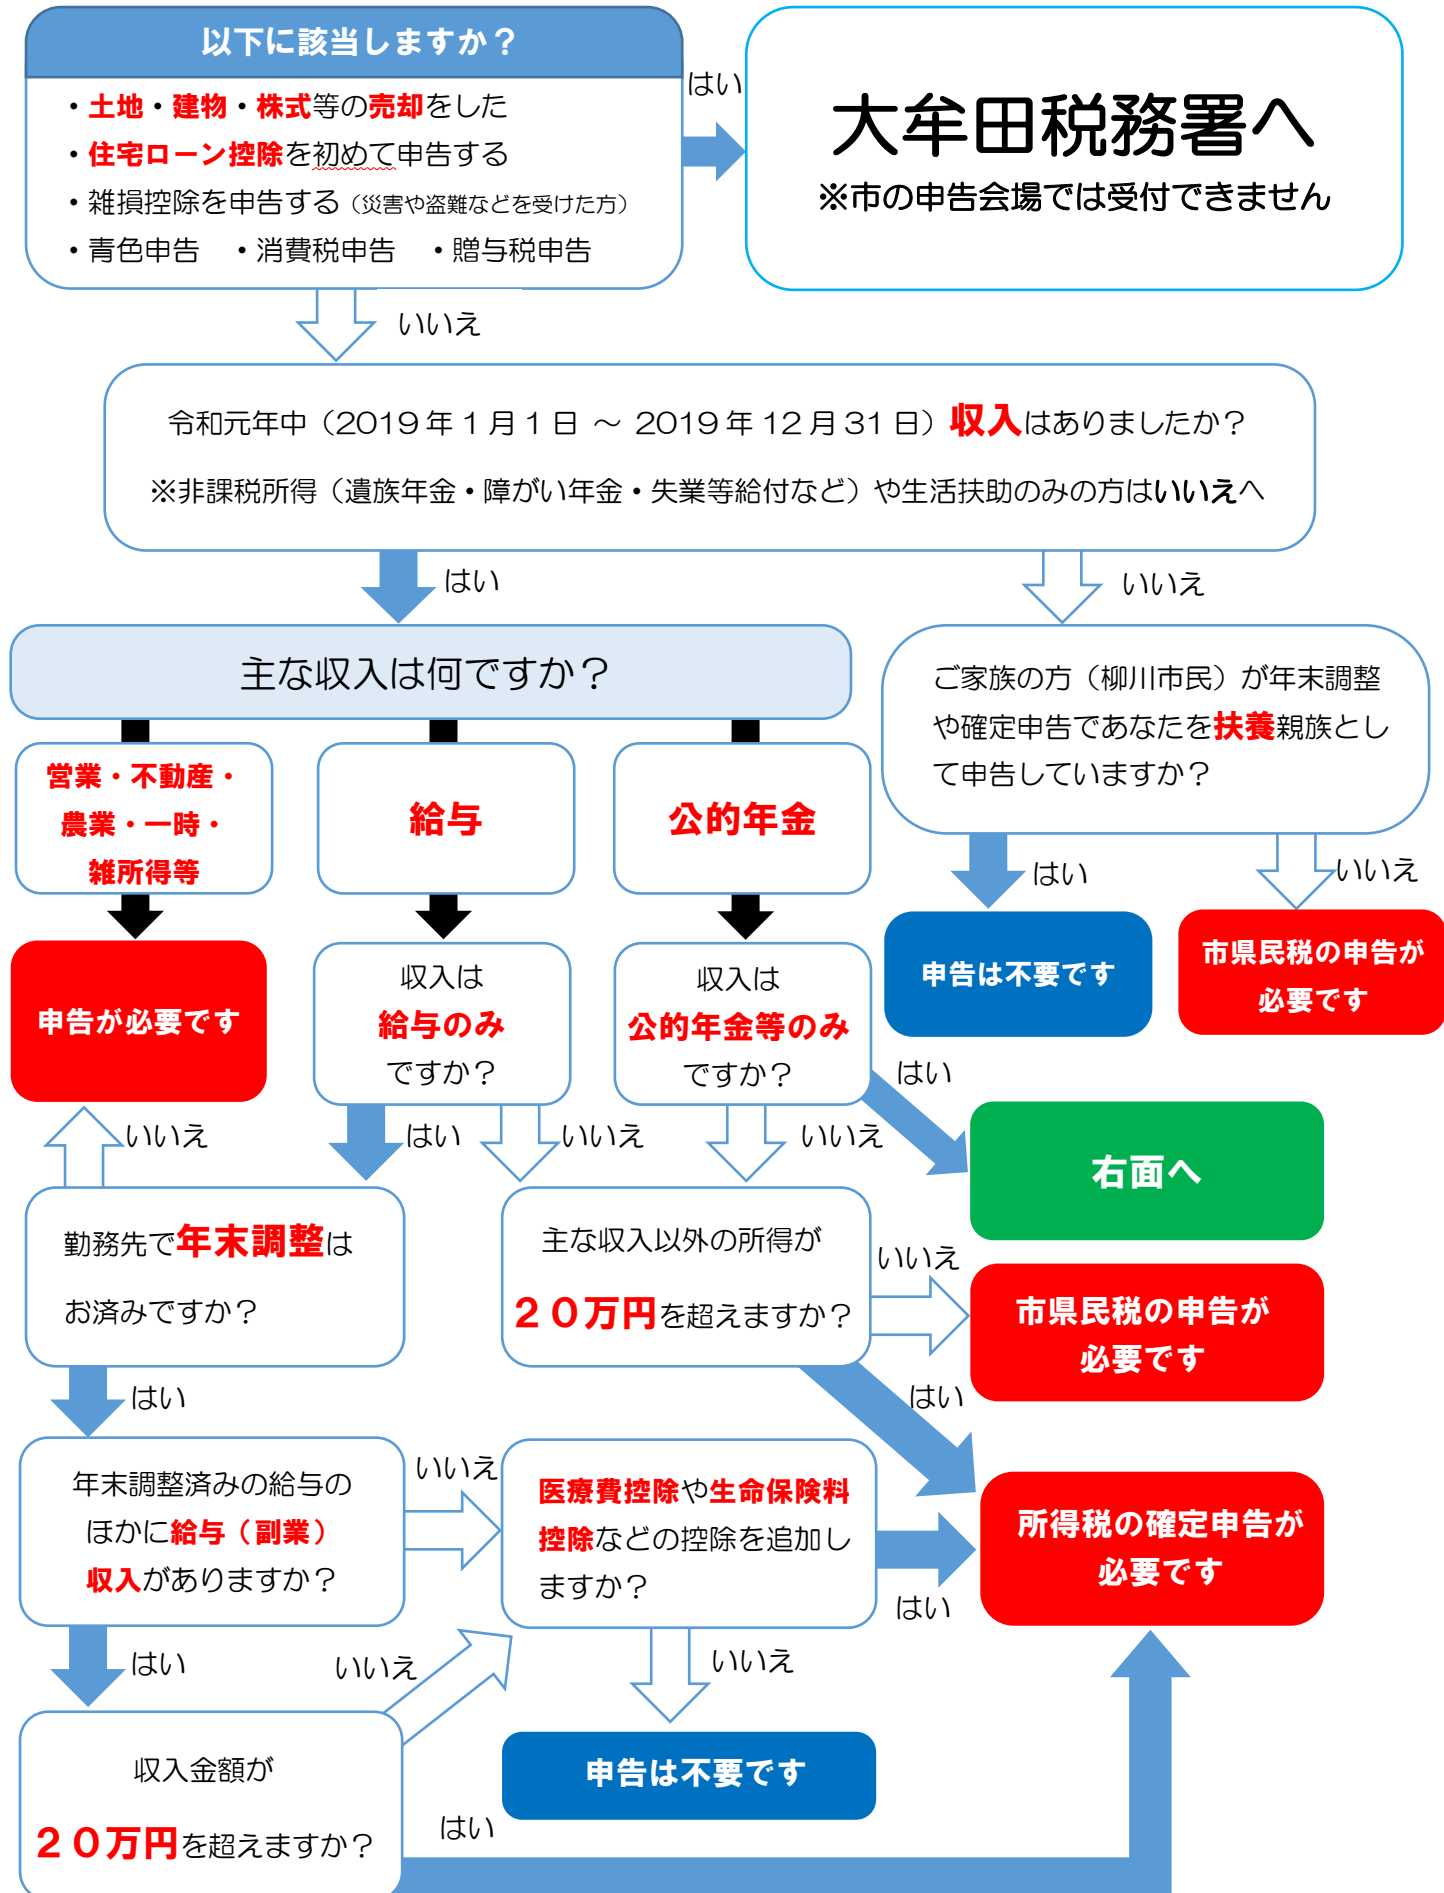 以下に該当しますか？
・土地・建物・株式等の売却をした
・住宅ローン控除を初めて申告する
・雑損控除を申告する（災害や盗難などを受けた方）
・青色申告　・消費税申告　・贈与税申告
はい
大牟田税務署へ
※市の申告会場では受付できません
いいえ
令和元年中（2019年1月1日 ～ 2019年12月31日）収入はありましたか？
※非課税所得（遺族年金・障がい年金・失業等給付など）や生活扶助のみの方はいいえへ
はい
いいえ
主な収入は何ですか？
ご家族の方（柳川市民）が年末調整
や確定申告であなたを扶養親族とし
て申告していますか？
営業・不動産・
農業・一時・
雑所得等
給与
公的年金
はい
いいえ
申告は不要です
市県民税の申告が
必要です
申告が必要です
収入は
給与のみ
ですか？
収入は
公的年金等のみ
ですか？
はい
右面へ
いいえ
はい
いいえ
いいえ
勤務先で年末調整は
お済みですか？
主な収入以外の所得が
２０万円を超えますか？
いいえ
市県民税の申告が
必要です
はい
はい
年末調整済みの給与の
ほかに給与（副業）
収入がありますか？
いいえ
医療費控除や生命保険料
控除などの控除を追加し
ますか？
はい
所得税の確定申告が
必要です
はい
いいえ
いいえ
収入金額が
２０万円を超えますか？
申告は不要です
はい